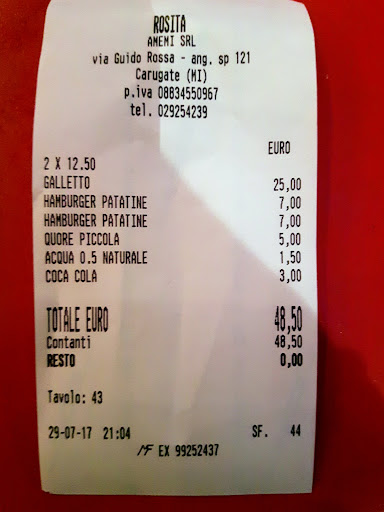 ROSITA
ANEMI SRL
via Guido Rossa - ang. sp 121
Carugate (MI)
p.iva 08834550967
tel. 029254239
EURO
2 X 12.50
GALLETTO 25,00
HAMBURGER PATATINE 7,00
HAMBURGER PATATINE 7,00
QUORE PICCOLA 5,00
ACQUA 0.5 NATURALE 1,50
COCA COLA 3,00
TOTALE EURO 48,50
Contanti 48,50
RESTO 0,00
Tavolo: 43
29-07-17 21:04 SF. 44
MF EX 99252437